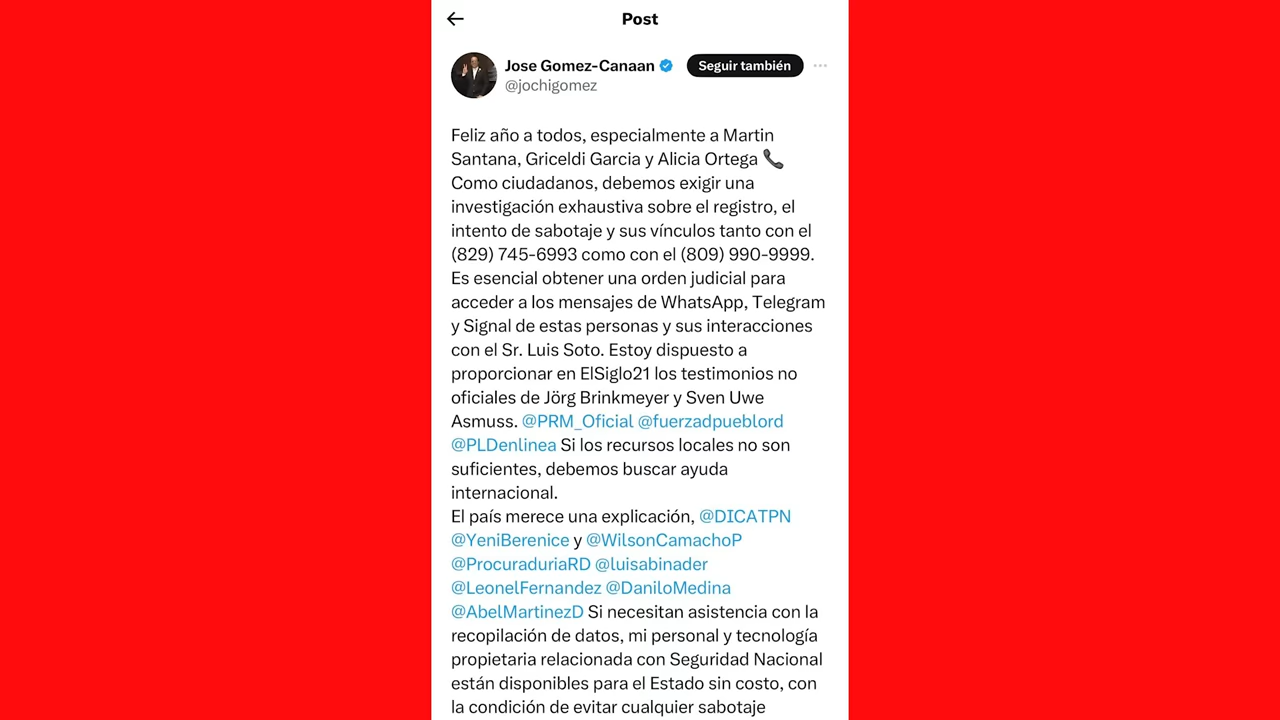 Post
Jose Gomez-Canaan
Seguir también
@jochigomez
Feliz año a todos, especialmente a Martin
Santana, Griceldi Garcia y Alicia Ortega 📞
Como ciudadanos, debemos exigir una
investigación exhaustiva sobre el registro, el
intento de sabotaje y sus vínculos tanto con el
(829) 745-6993 como con el (809) 990-9999.
Es esencial obtener una orden judicial para
acceder a los mensajes de WhatsApp, Telegram
y Signal de estas personas y sus interacciones
con el Sr. Luis Soto. Estoy dispuesto a
proporcionar en ElSiglo21 los testimonios no
oficiales de Jörg Brinkmeyer y Sven Uwe
Asmuss. @PRM_Oficial @fuerzadpueblord
@PLDenlinea Si los recursos locales no son
suficientes, debemos buscar ayuda
internacional.
El país merece una explicación, @DICATPN
@YeniBerenice y @WilsonCamachoP
@ProcuraduriaRD @luisabinader
@LeonelFernandez @DaniloMedina
@AbelMartinezD Si necesitan asistencia con la
recopilación de datos, mi personal y tecnología
propietaria relacionada con Seguridad Nacional
están disponibles para el Estado sin costo, con
la condición de evitar cualquier sabotaje